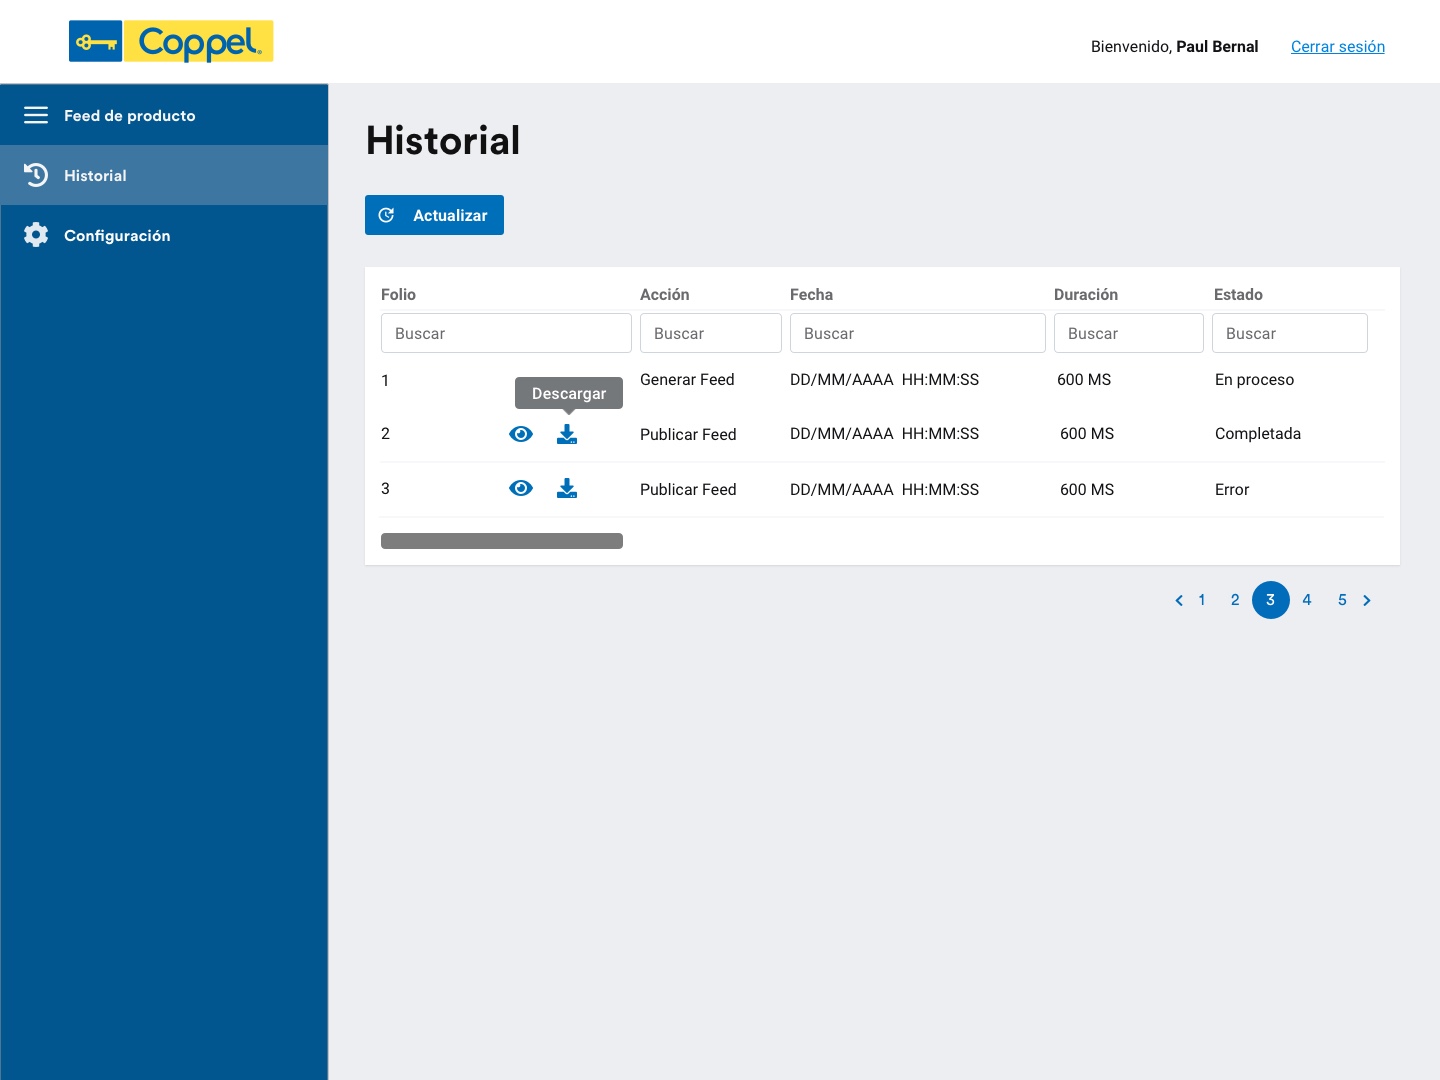 Coppel
Bienvenido, Paul Bernal
Cerrar sesión
Feed de producto
Historial
Configuración
Historial
Actualizar
Folio Acción Fecha Duración Estado
Buscar Buscar Buscar Buscar Buscar
1 Generar Feed DD/MM/AAAA HH:MM:SS 600 MS En proceso
Descargar
2 Publicar Feed DD/MM/AAAA HH:MM:SS 600 MS Completada
3 Publicar Feed DD/MM/AAAA HH:MM:SS 600 MS Error
1 2 3 4 5